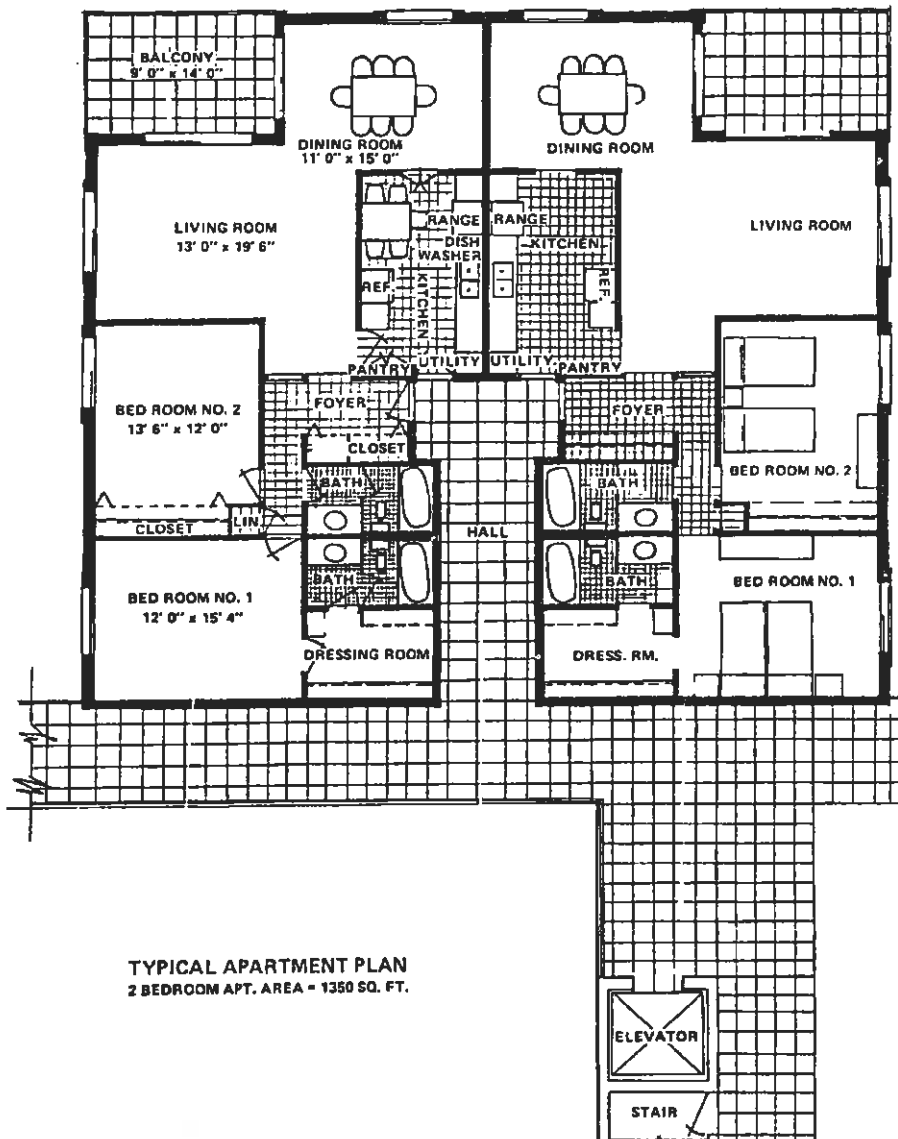 BALCONY
9' 0" x 14' 0"
DINING ROOM
11' 0" x 15' 0"
DINING ROOM
LIVING ROOM
13' 0" x 19' 6"
RANGE
DISH
WASHER
REF.
KITCHEN
PANTRY
UTILITY
RANGE
KITCHEN
REF.
UTILITY
PANTRY
LIVING ROOM
BED ROOM NO. 2
13' 6" x 12' 0"
FOYER
CLOSET
FOYER
BED ROOM NO. 2
BATH
BATH
CLOSET
LIN.
HALL
BATH
BATH
BED ROOM NO. 1
12' 0" x 15' 4"
BED ROOM NO. 1
DRESSING ROOM
DRESS. RM.
TYPICAL APARTMENT PLAN
2 BEDROOM APT. AREA = 1350 SQ. FT.
ELEVATOR
STAIR